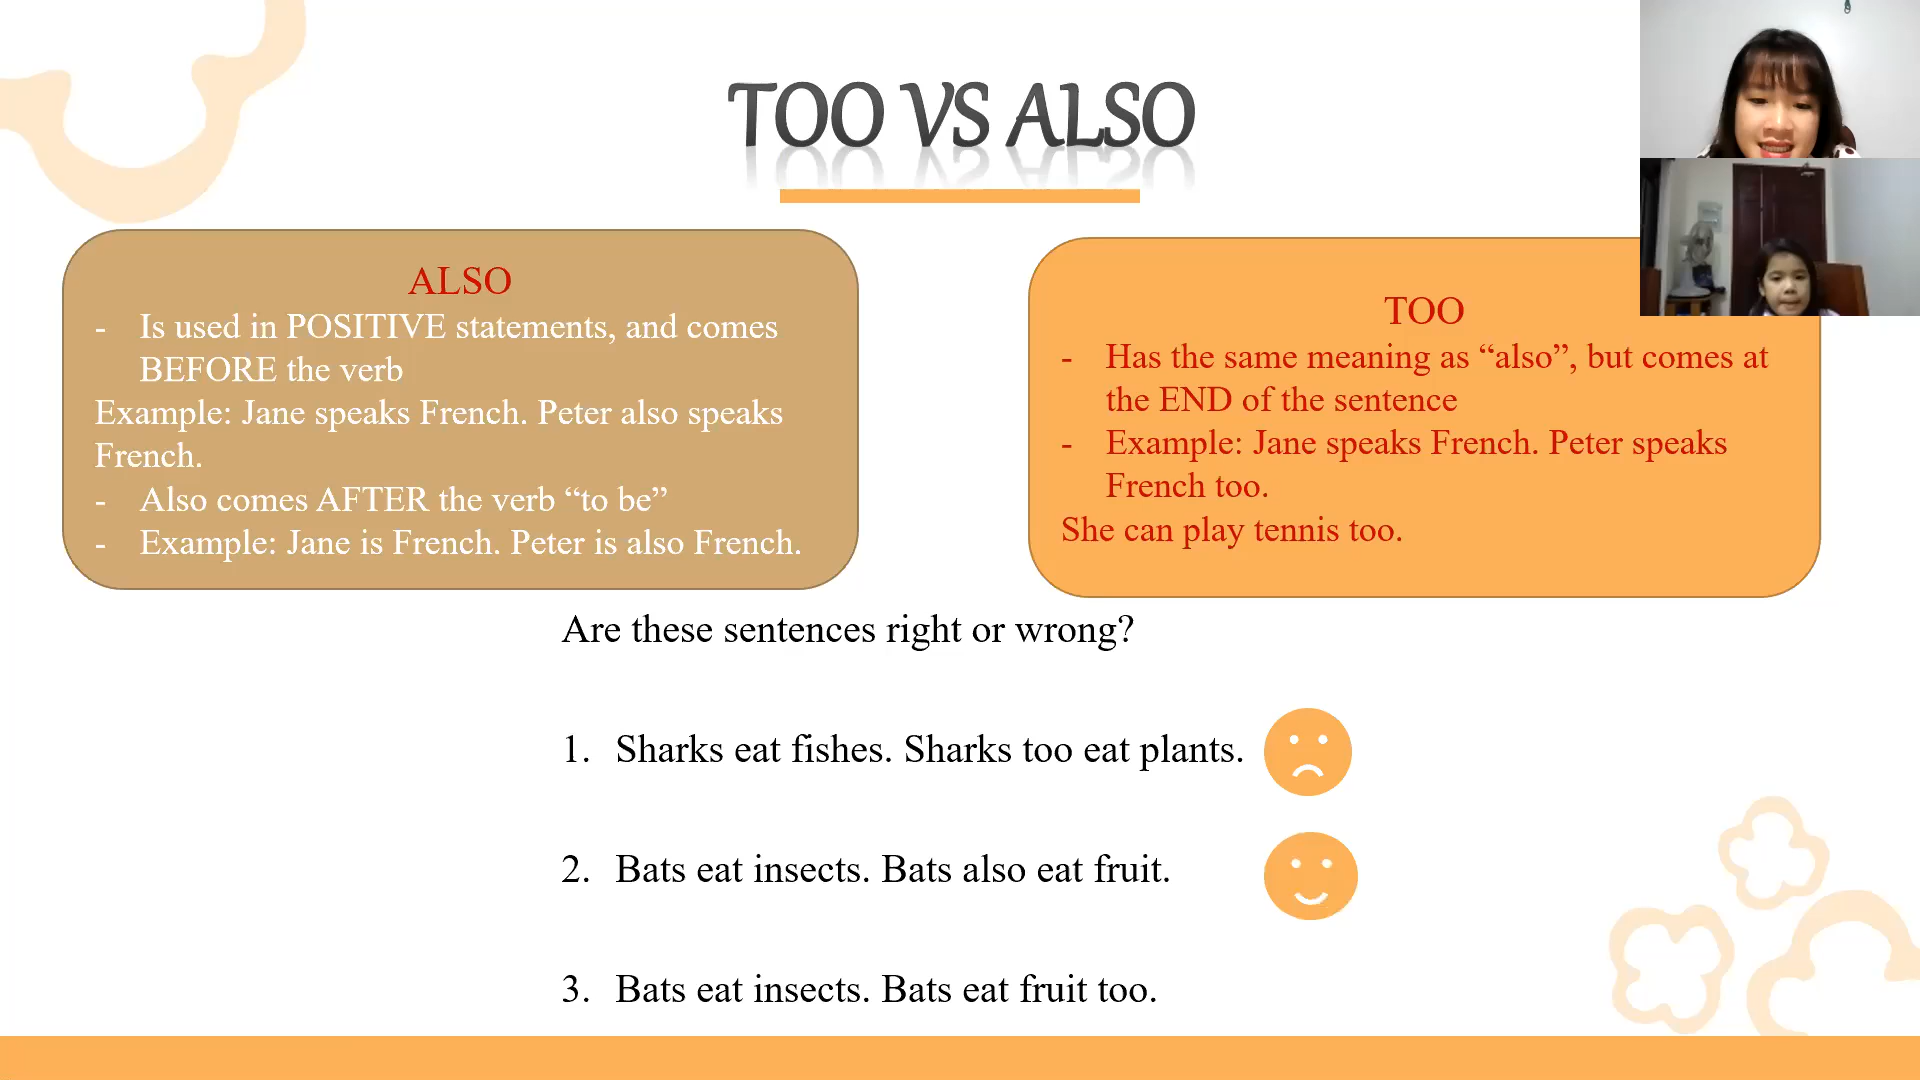 TOO VS ALSO
ALSO
- Is used in POSITIVE statements, and comes
BEFORE the verb
Example: Jane speaks French. Peter also speaks
French.
- Also comes AFTER the verb “to be”
- Example: Jane is French. Peter is also French.
TOO
- Has the same meaning as “also”, but comes at
the END of the sentence
- Example: Jane speaks French. Peter speaks
French too.
She can play tennis too.
Are these sentences right or wrong?
1. Sharks eat fishes. Sharks too eat plants.
2. Bats eat insects. Bats also eat fruit.
3. Bats eat insects. Bats eat fruit too.